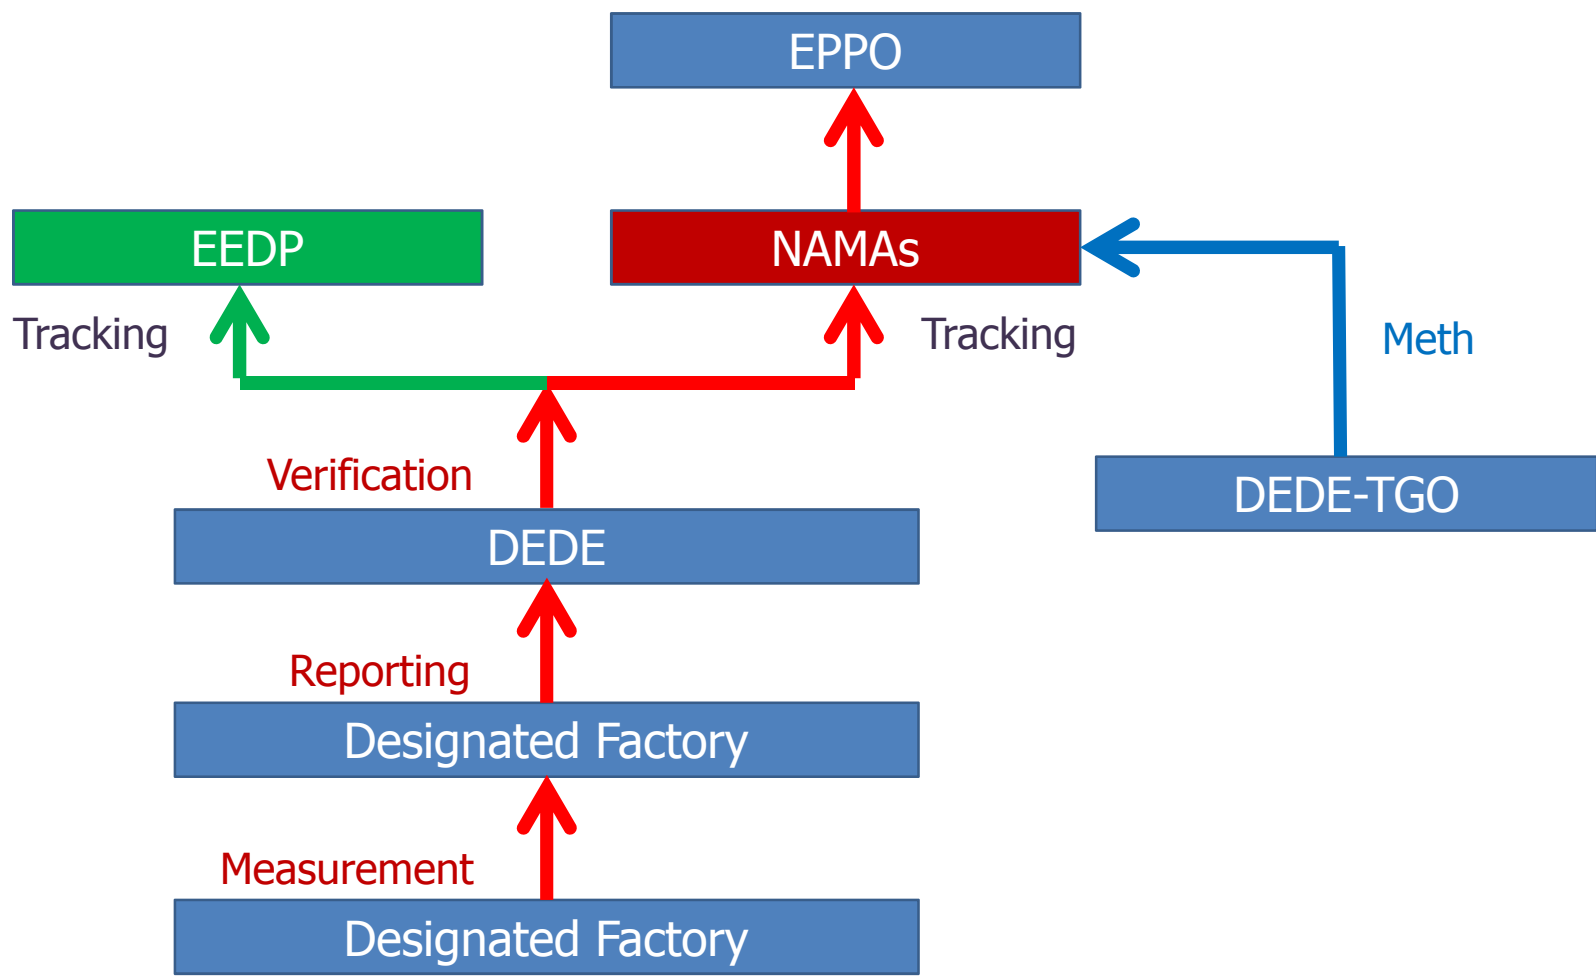 EPPO
EEDP
NAMAs
Tracking
Tracking
Meth
Verification
DEDE-TGO
DEDE
Reporting
Designated Factory
Measurement
Designated Factory